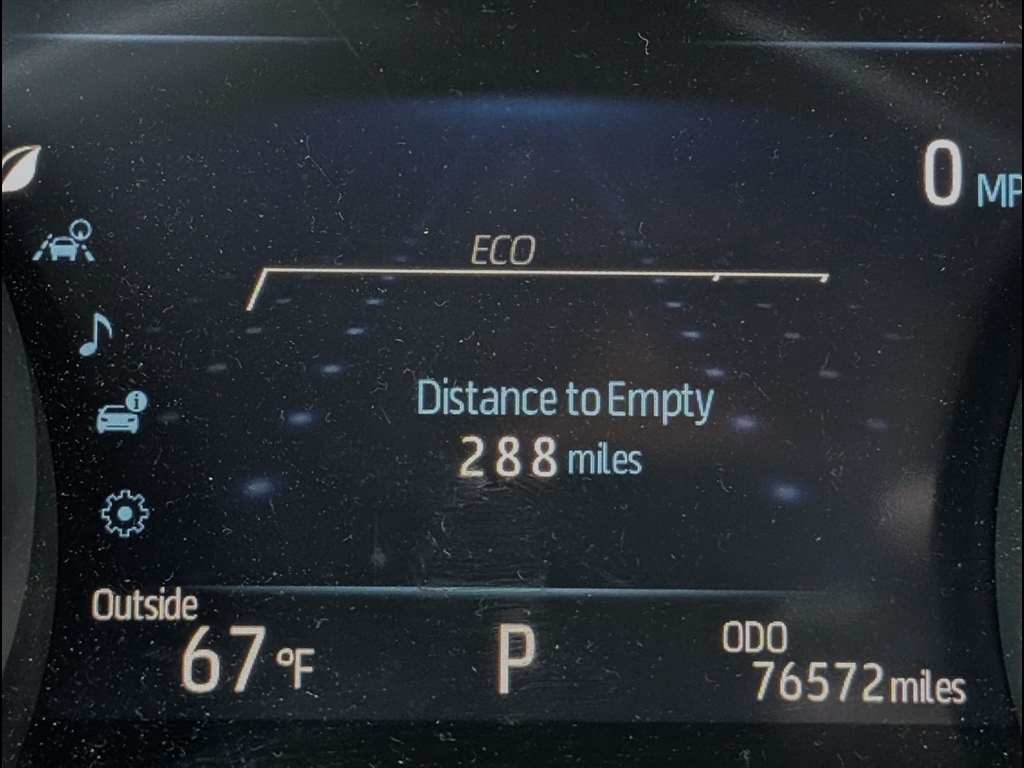 0 MP
ECO
Distance to Empty
288 miles
Outside
67 °F
P
ODO
76572 miles